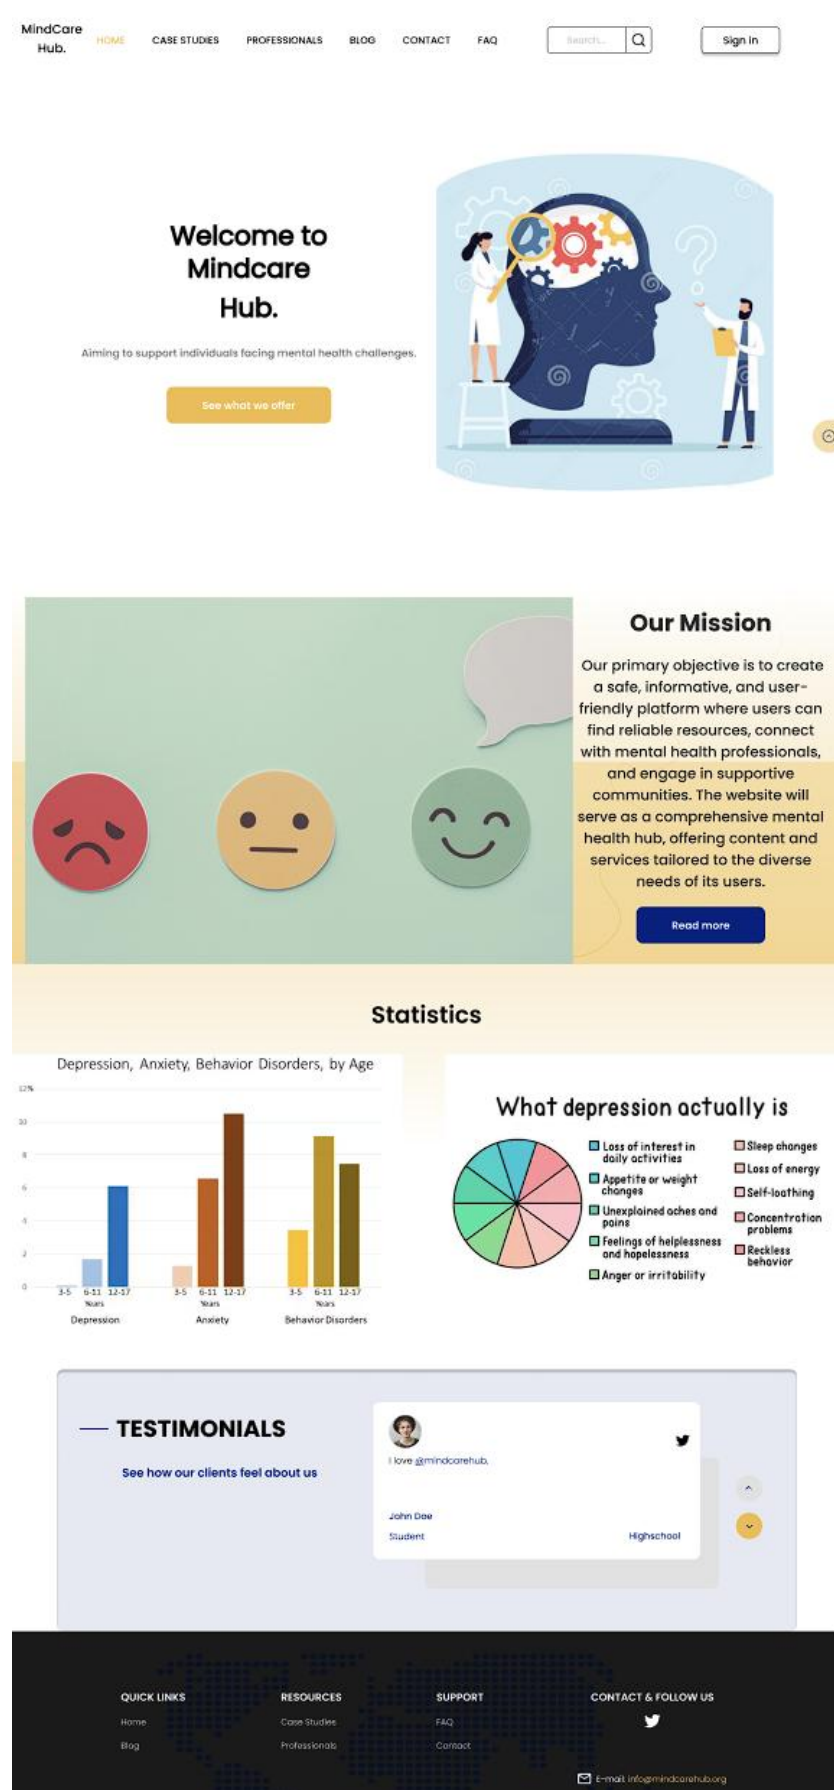 MindCare
Hub.
HOME
CASE STUDIES
PROFESSIONALS
BLOG
CONTACT
FAQ
Search...
Sign in
Welcome to
Mindcare
Hub.
Aiming to support individuals facing mental health challenges.
See what we offer
Our Mission
Our primary objective is to create
a safe, informative, and user-
friendly platform where users can
find reliable resources, connect
with mental health professionals,
and engage in supportive
communities. The website will
serve as a comprehensive mental
health hub, offering content and
services tailored to the diverse
needs of its users.
Read more
Statistics
Depression, Anxiety, Behavior Disorders, by Age
12%
10
8
6
4
2
0
3-5 6-11 12-17
Years
Depression
3-5 6-11 12-17
Years
Anxiety
3-5 6-11 12-17
Years
Behavior Disorders
What depression actually is
Loss of interest in
daily activities
Appetite or weight
changes
Unexplained aches and
pains
Feelings of helplessness
and hopelessness
Anger or irritability
Sleep changes
Loss of energy
Self-loathing
Concentration
problems
Reckless
behavior
TESTIMONIALS
See how our clients feel about us
I love @mindcarehub.
John Doe
Student
Highschool
QUICK LINKS
Home
Blog
RESOURCES
Case Studies
Professionals
SUPPORT
FAQ
Contact
CONTACT & FOLLOW US
E-mail: info@mindcarehub.org